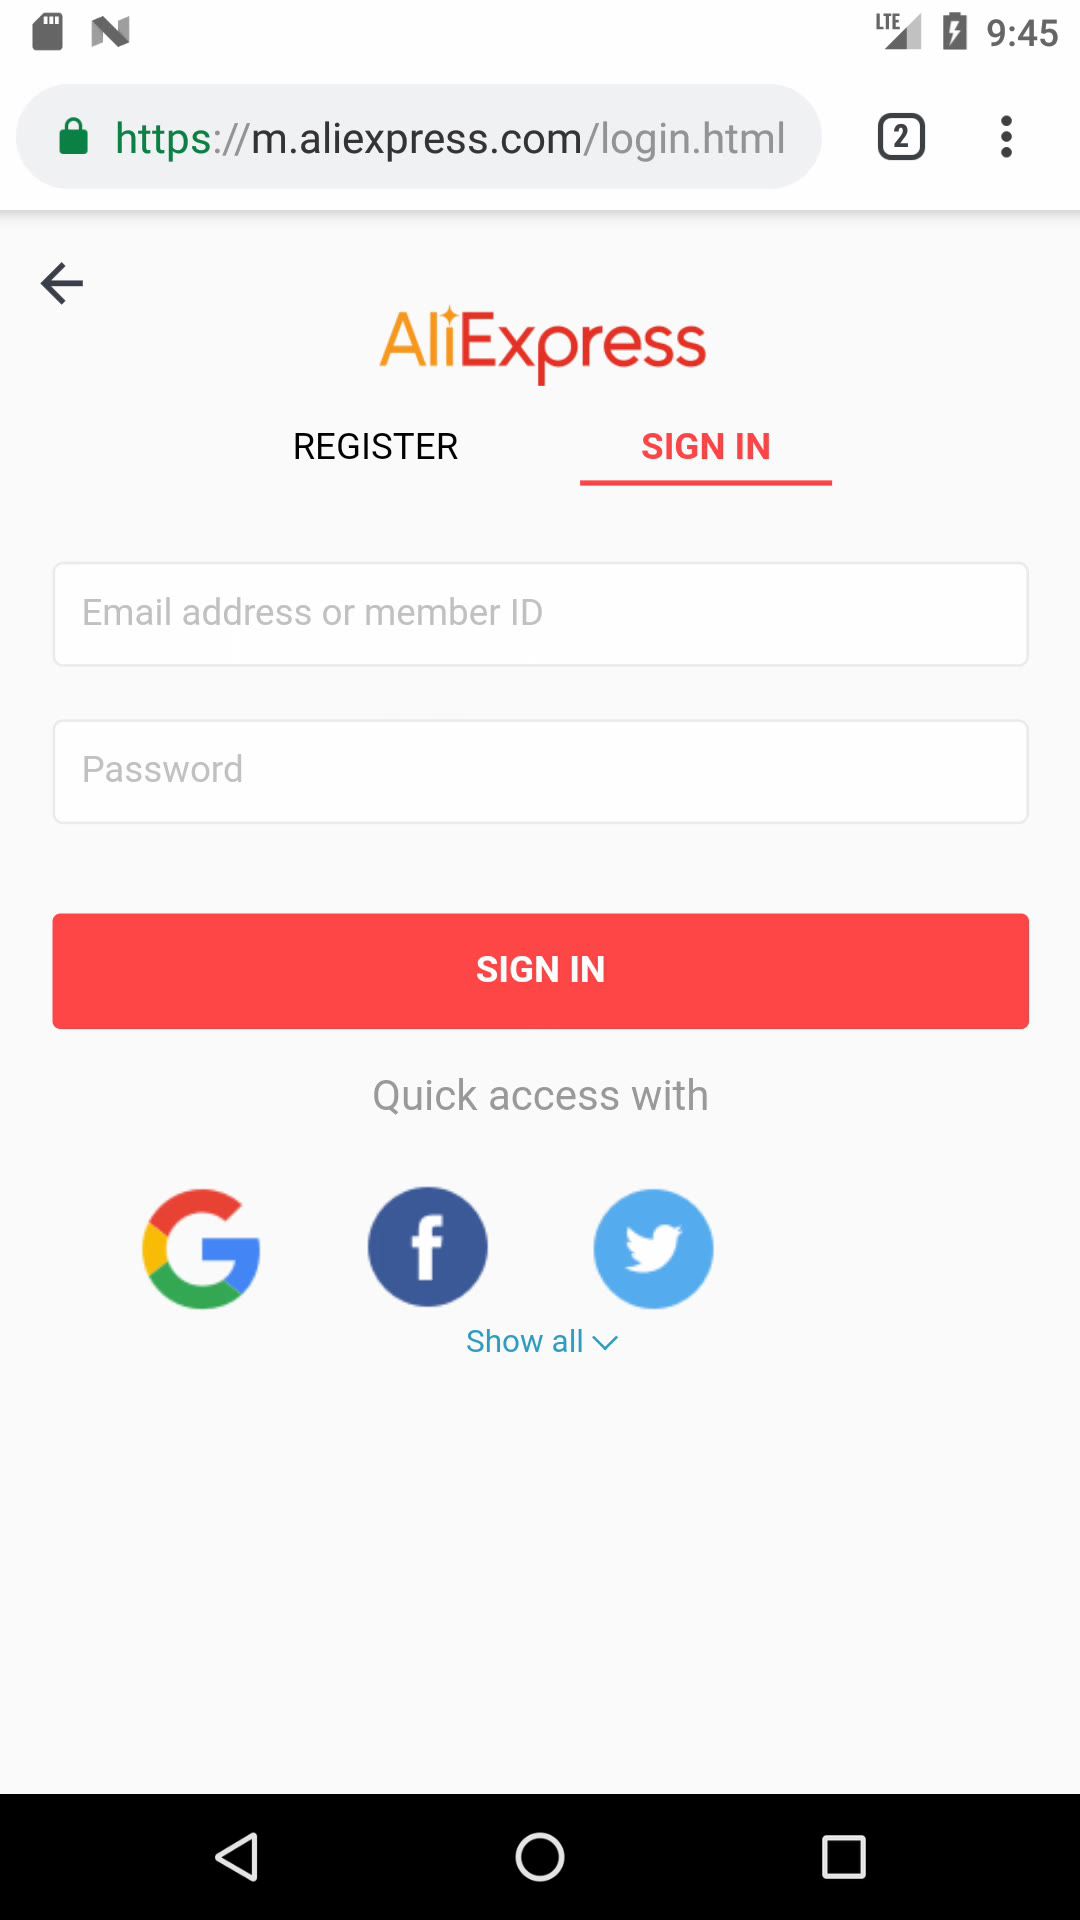 LTE 9:45
https://m.aliexpress.com/login.html 2
AliExpress
REGISTER SIGN IN
Email address or member ID
Password
SIGN IN
Quick access with
Show all